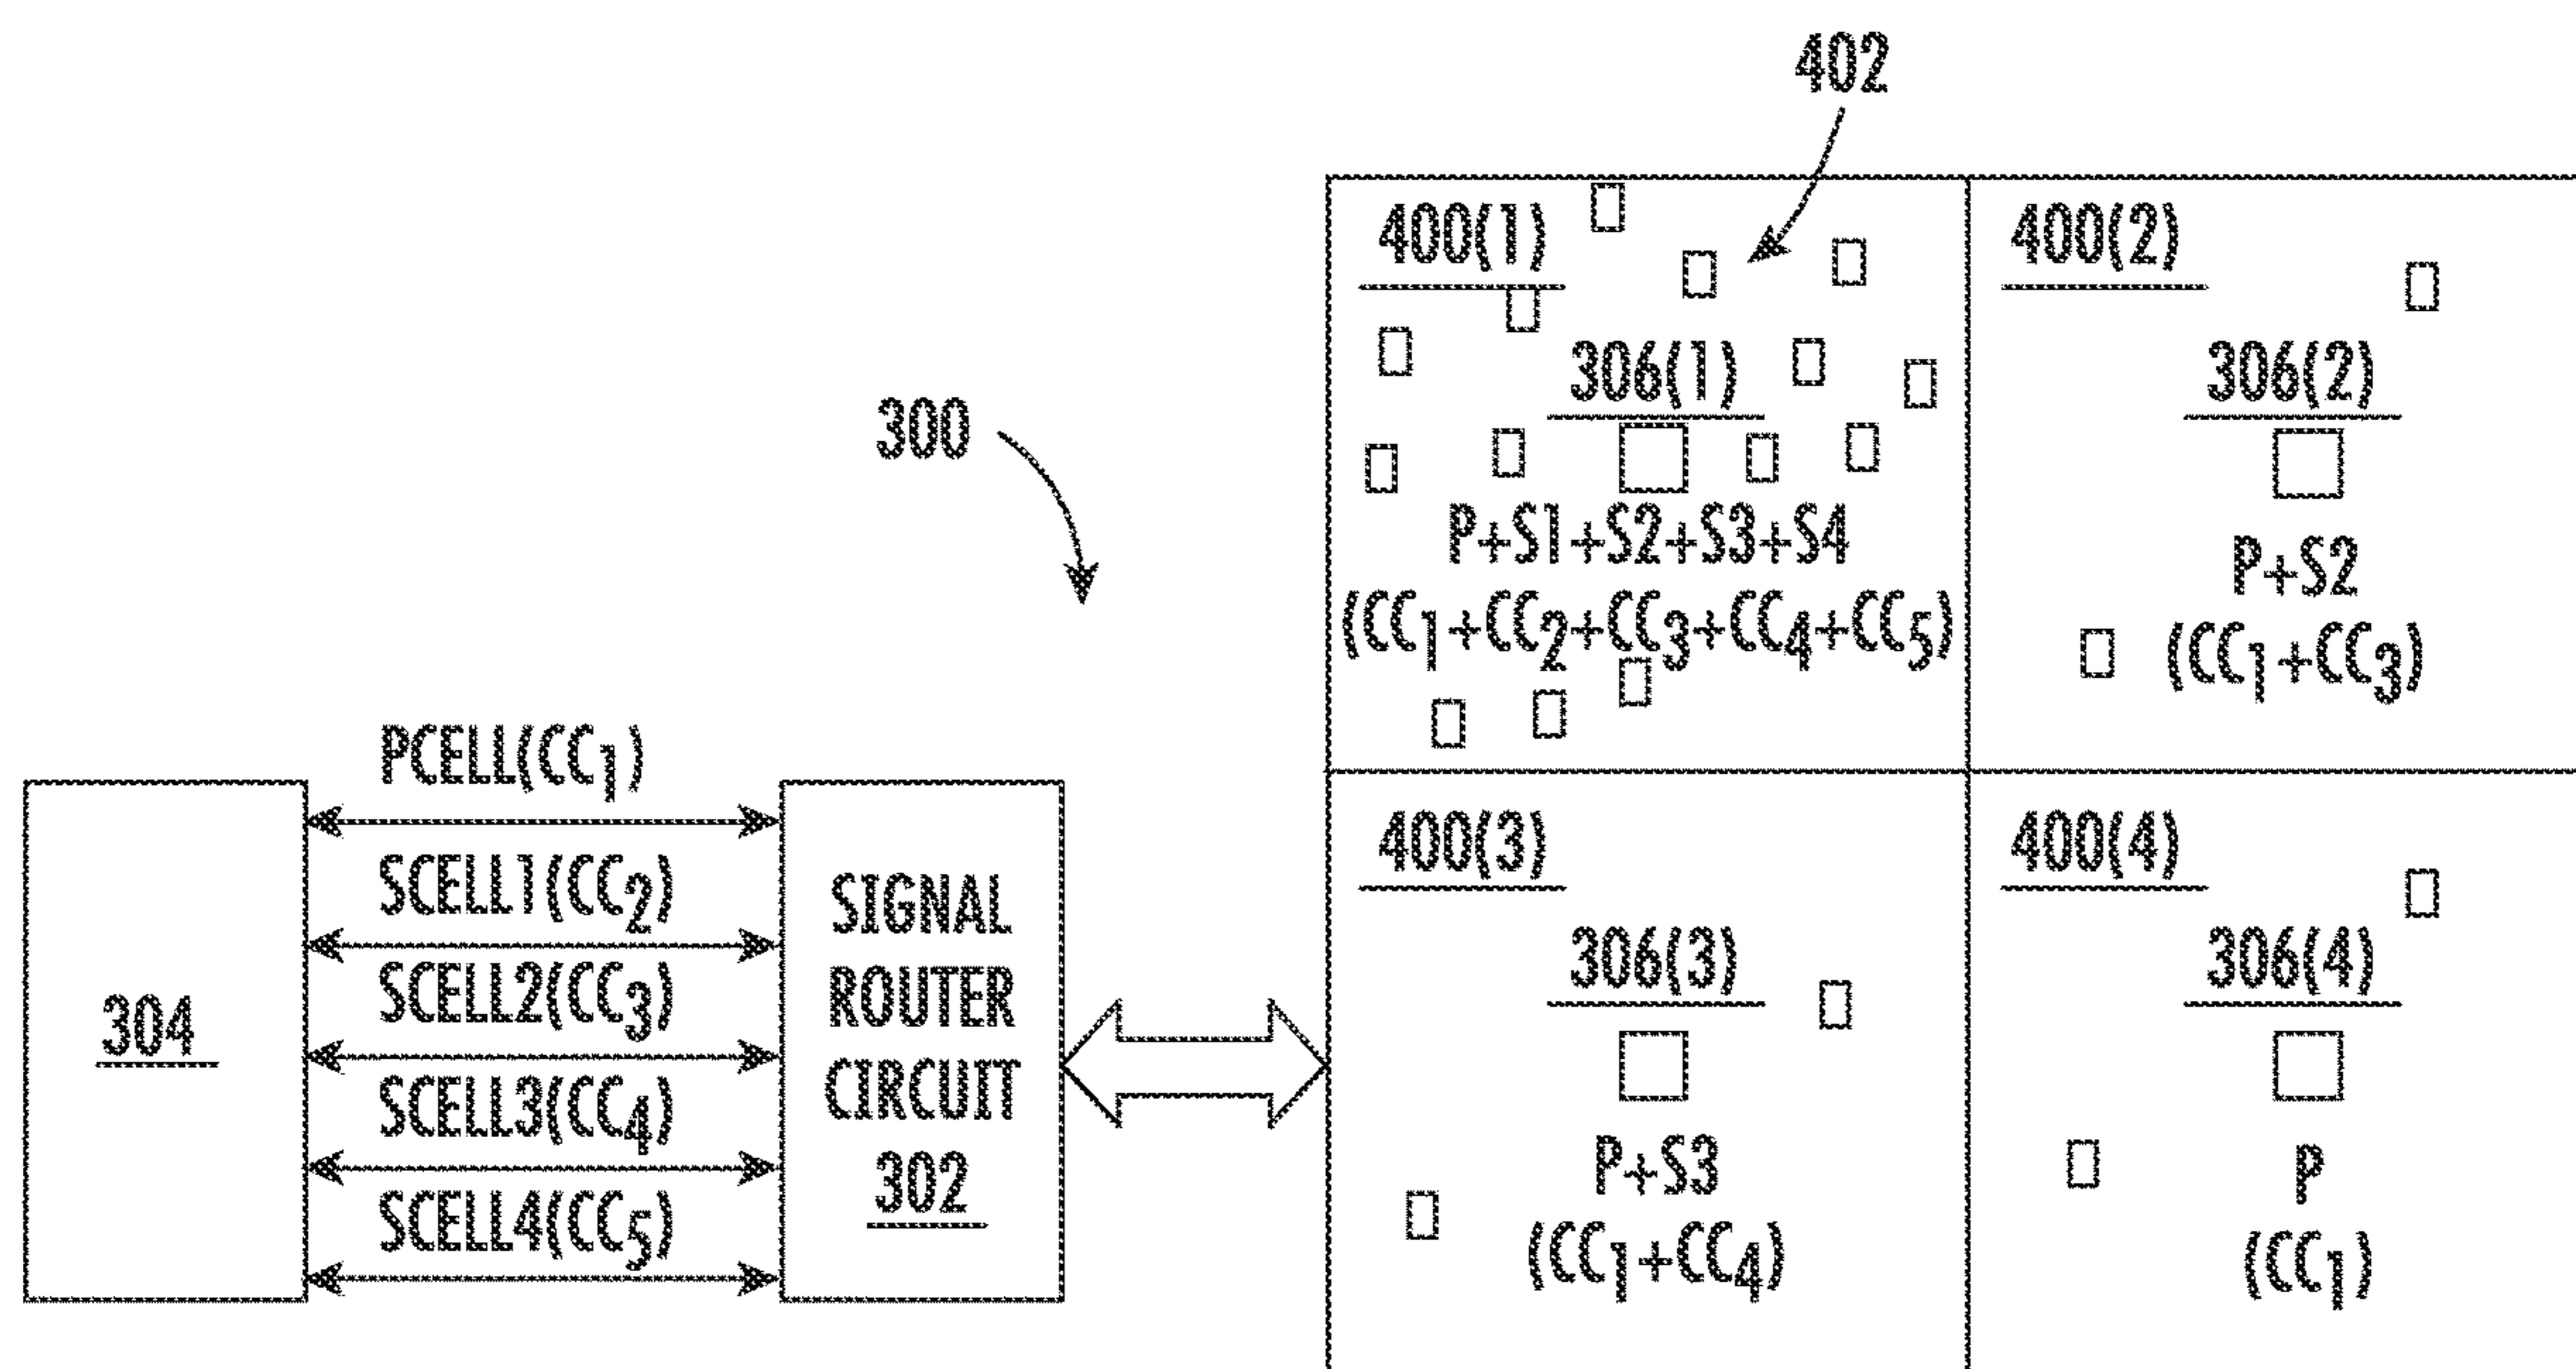 402
400(1)
306(1)
P+S1+S2+S3+S4
(CC1+CC2+CC3+CC4+CC5)
400(2)
306(2)
P+S2
(CC1+CC3)
300
PCELL(CC1)
SCELL1(CC2)
SCELL2(CC3)
SCELL3(CC4)
SCELL4(CC5)
304
SIGNAL
ROUTER
CIRCUIT
302
400(3)
306(3)
P+S3
(CC1+CC4)
400(4)
306(4)
P
(CC1)